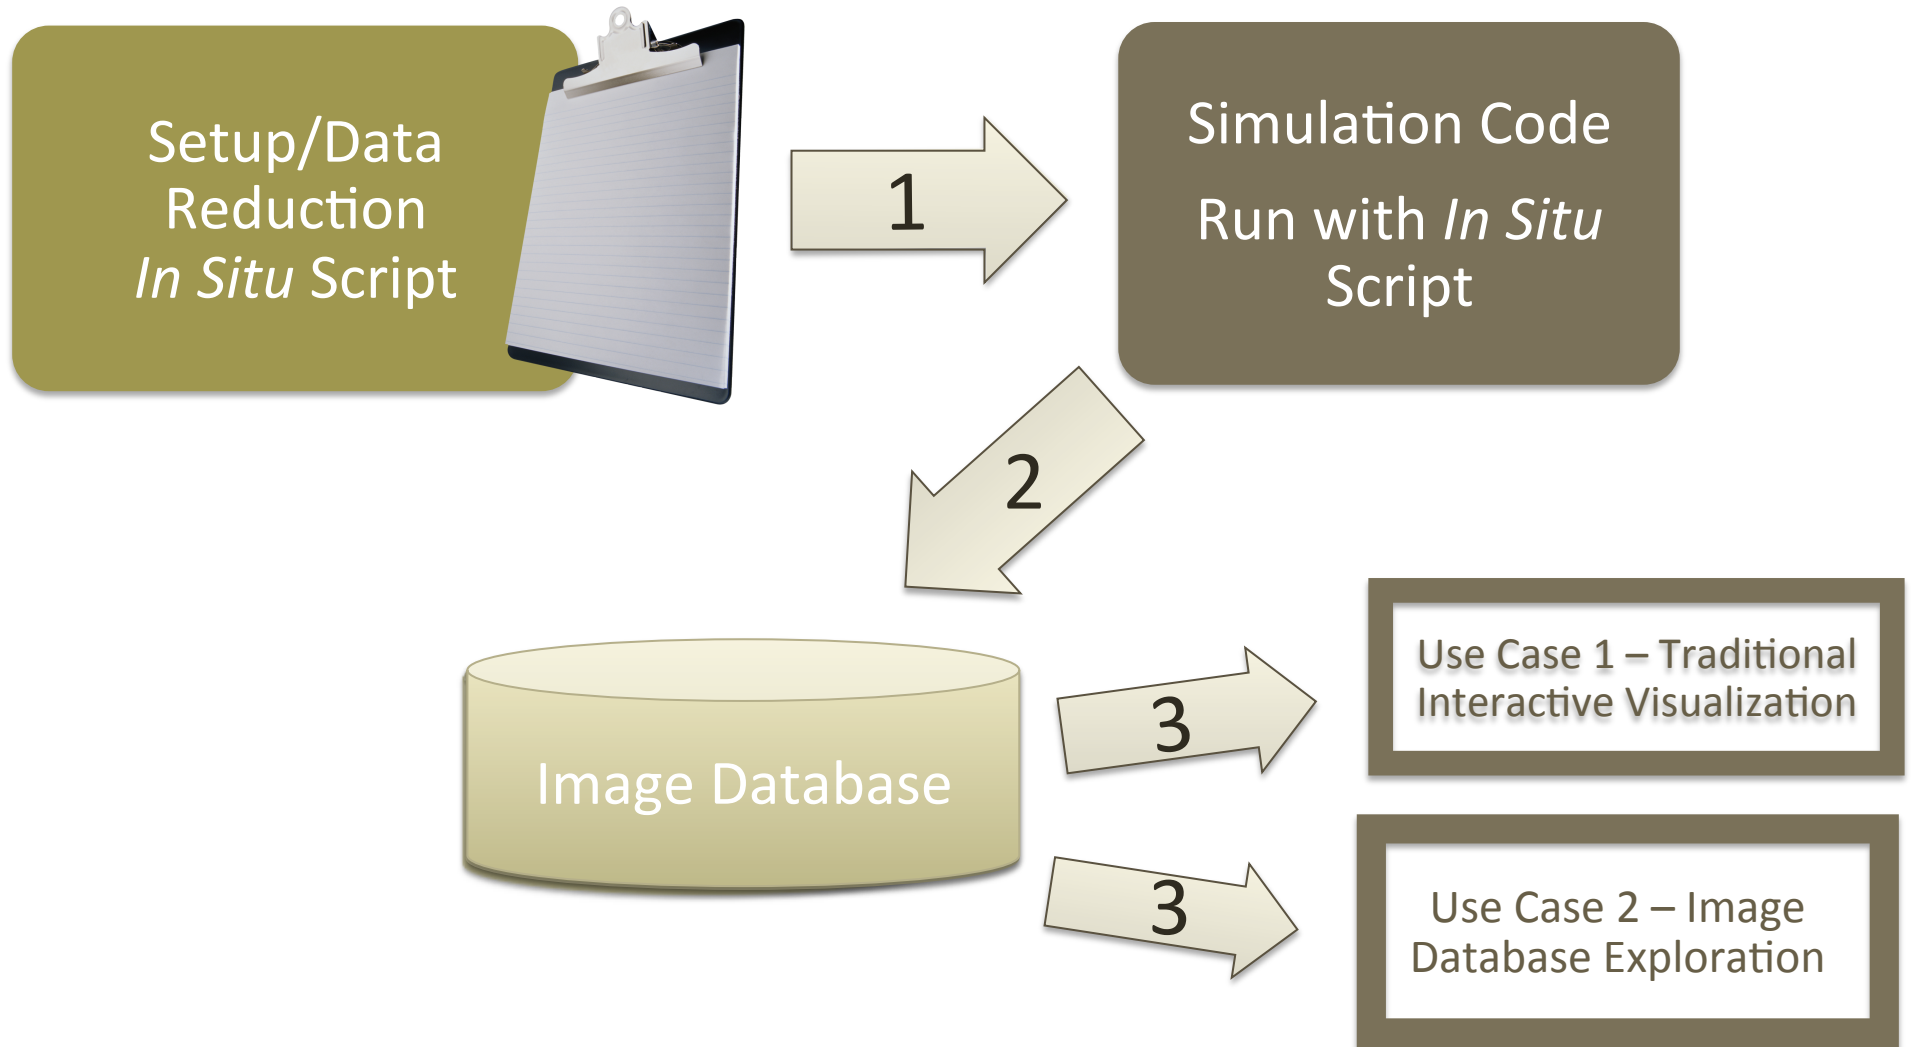 Setup/Data
Reduction
In Situ Script
1
Simulation Code
Run with In Situ
Script
2
Image Database
3
Use Case 1 – Traditional
Interactive Visualization
3
Use Case 2 – Image
Database Exploration